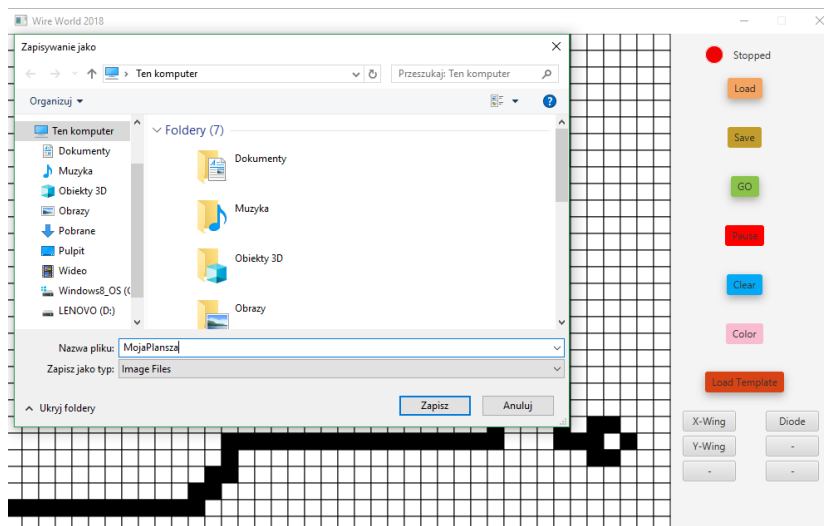 Wire World 2018
Zapisywanie jako
Ten komputer
Przeszukaj: Ten komputer
Organizuj
Ten komputer
Dokumenty
Muzyka
Obiekty 3D
Obrazy
Pobrane
Pulpit
Wideo
Windows8_OS (
LENOVO (D:)
Foldery (7)
Dokumenty
Muzyka
Obiekty 3D
Obrazy
Nazwa pliku: MojaPlansza
Zapisz jako typ: Image Files
Ukryj foldery
Zapisz Anuluj
Stopped
Load
Save
GO
Pause
Clear
Color
Load Template
X-Wing Diode
Y-Wing -
- -